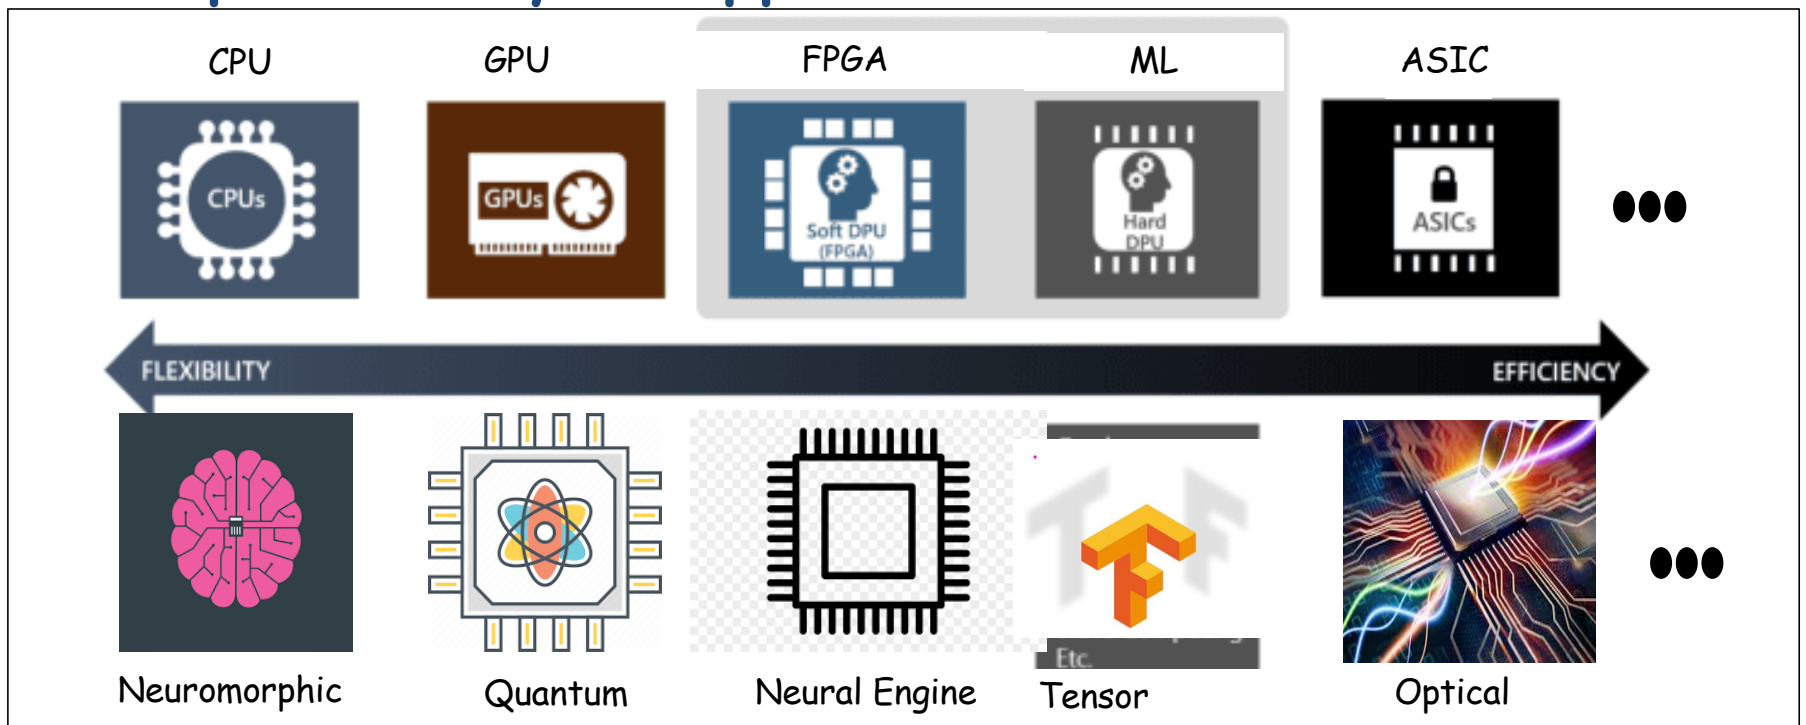 CPU
GPU
FPGA
ML
ASIC
CPUs
GPUs
Soft DPU
(FPGA)
Hard
DPU
ASICs
FLEXIBILITY
EFFICIENCY
Etc.
Neuromorphic
Quantum
Neural Engine
Tensor
Optical